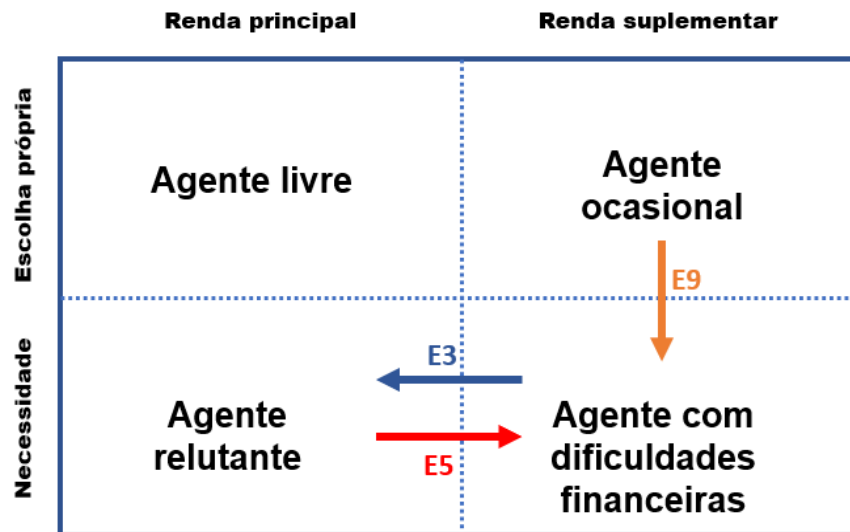 Renda principal
Renda suplementar
Escolha própria
Agente livre
Agente
ocasional
E9
Necessidade
E3
Agente
relutante
E5
Agente com
dificuldades
financeiras